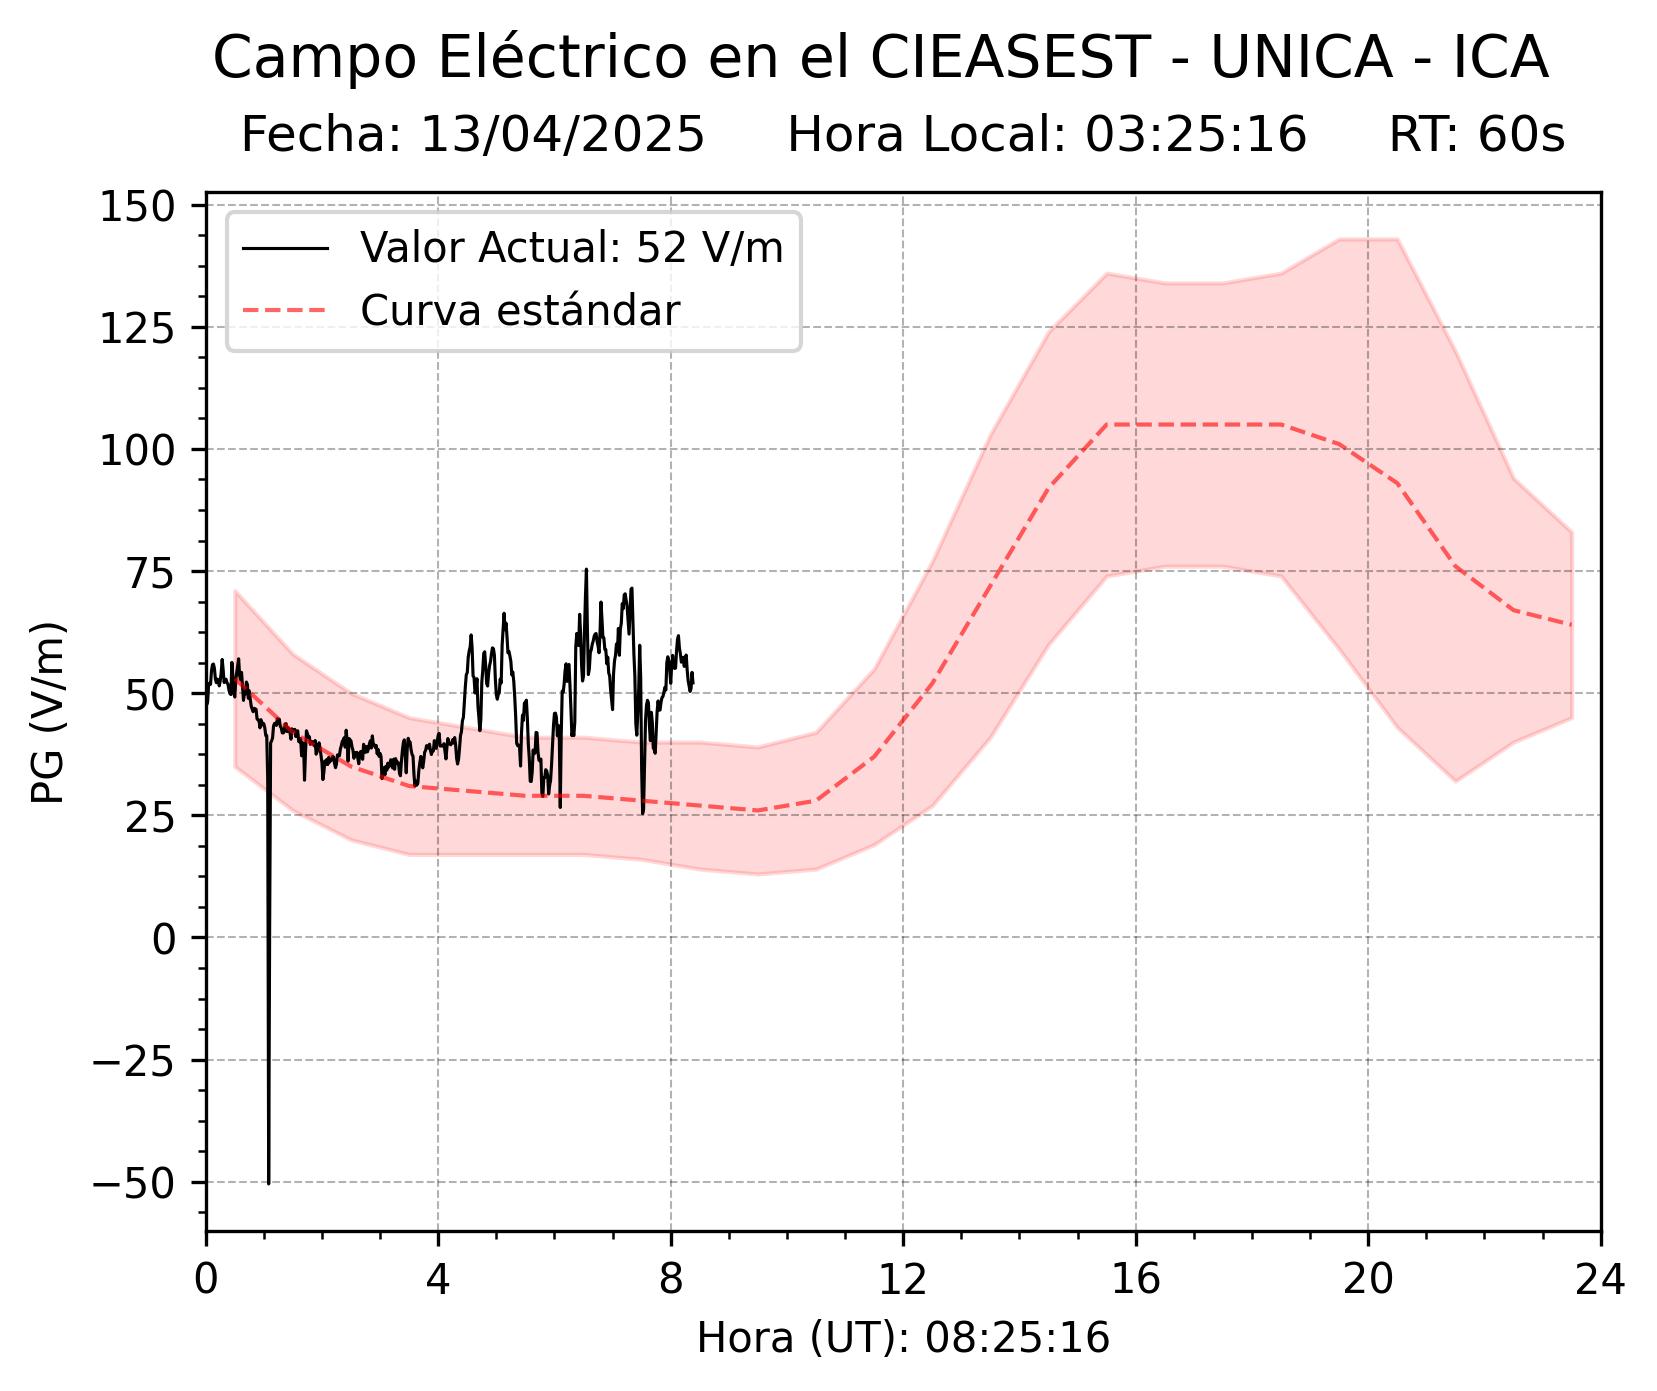 Campo Eléctrico en el CIEASEST - UNICA - ICA
Fecha: 13/04/2025 Hora Local: 03:25:16 RT: 60s
Valor Actual: 52 V/m
Curva estándar
PG (V/m)
150
125
100
75
50
25
0
−25
−50
0 4 8 12 16 20 24
Hora (UT): 08:25:16